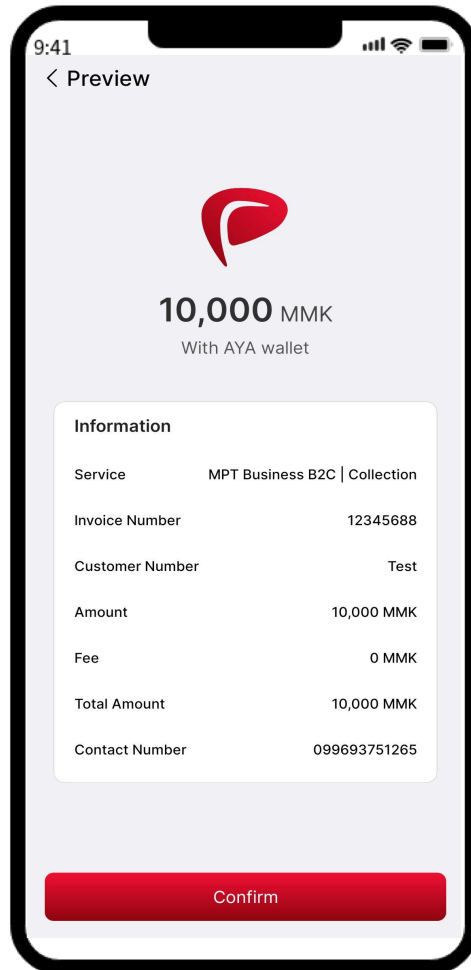 9:41
Preview
10,000 MMK
With AYA wallet
Information
Service MPT Business B2C | Collection
Invoice Number 12345688
Customer Number Test
Amount 10,000 MMK
Fee 0 MMK
Total Amount 10,000 MMK
Contact Number 099693751265
Confirm